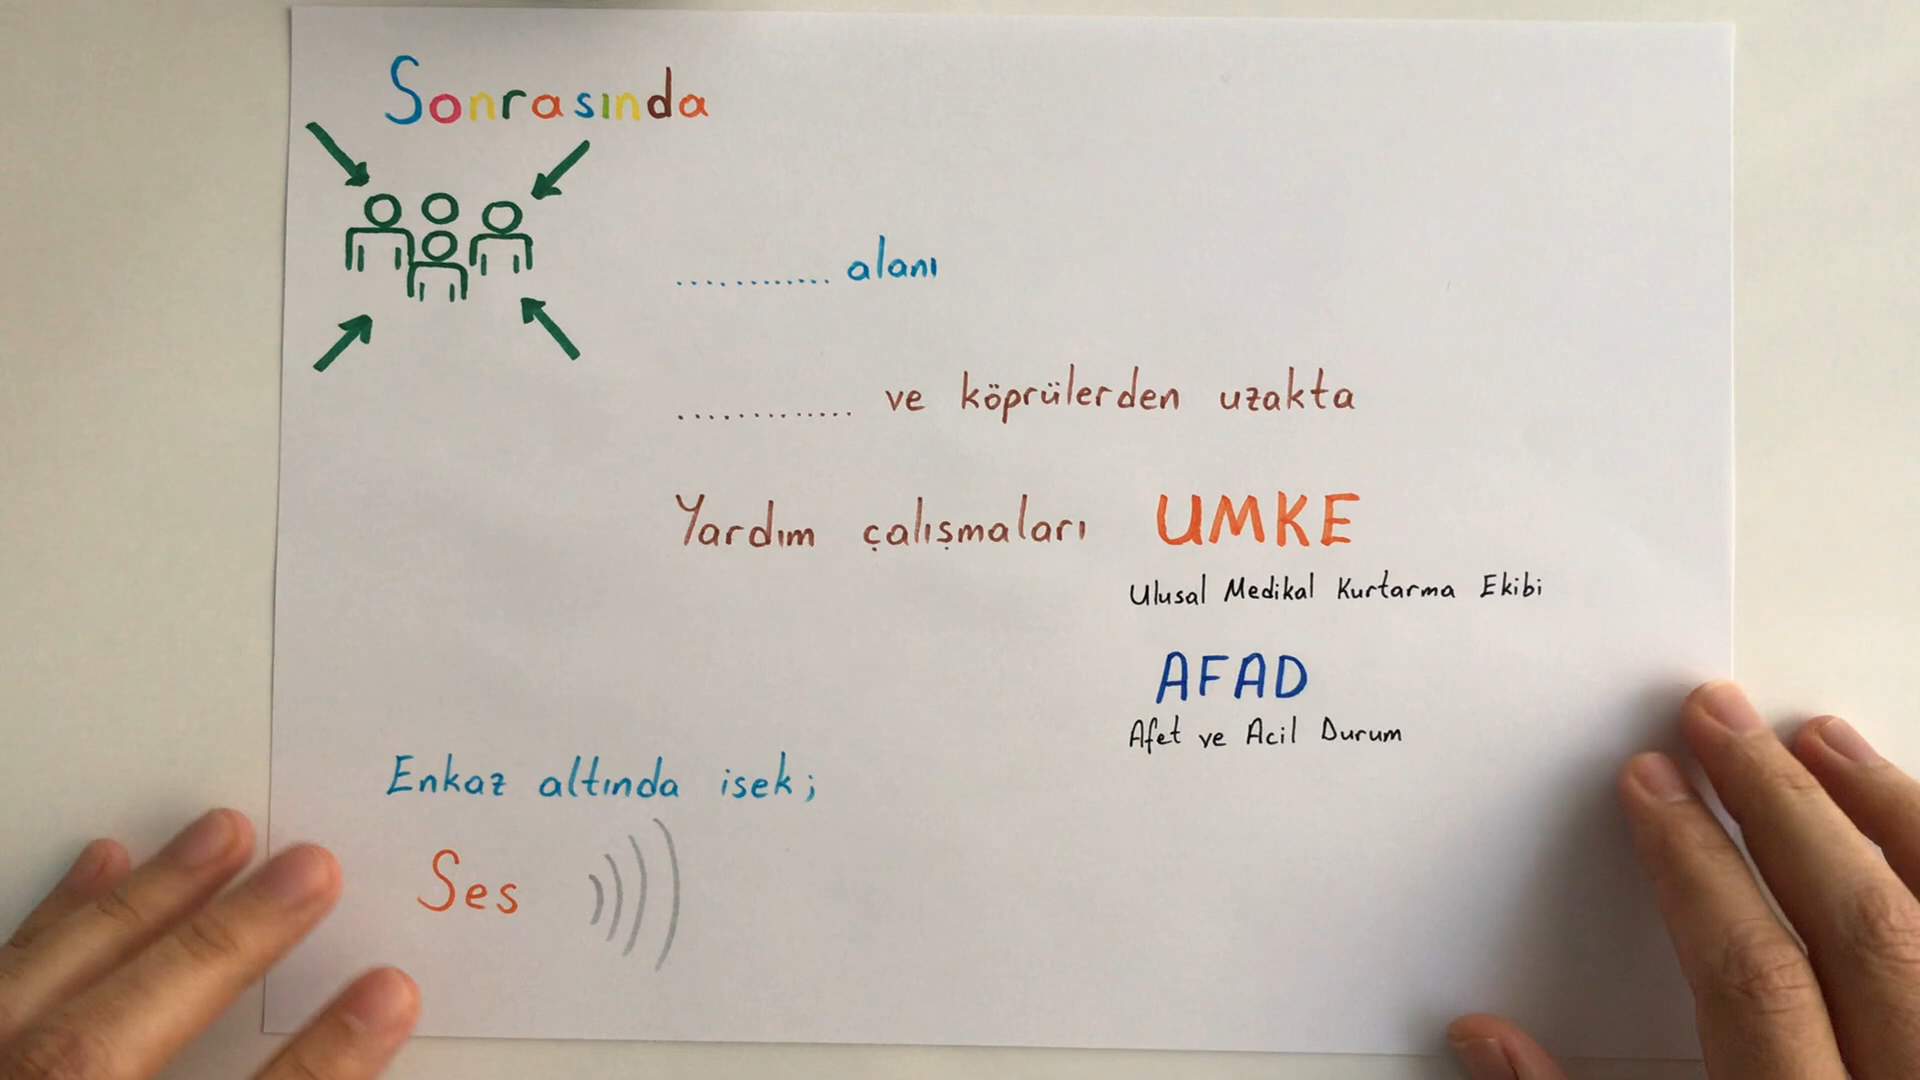 Sonrasında
............ alanı
............. ve köprülerden uzakta
Yardım çalışmaları UMKE
Ulusal Medikal Kurtarma Ekibi
AFAD
Afet ve Acil Durum
Enkaz altında isek;
Ses